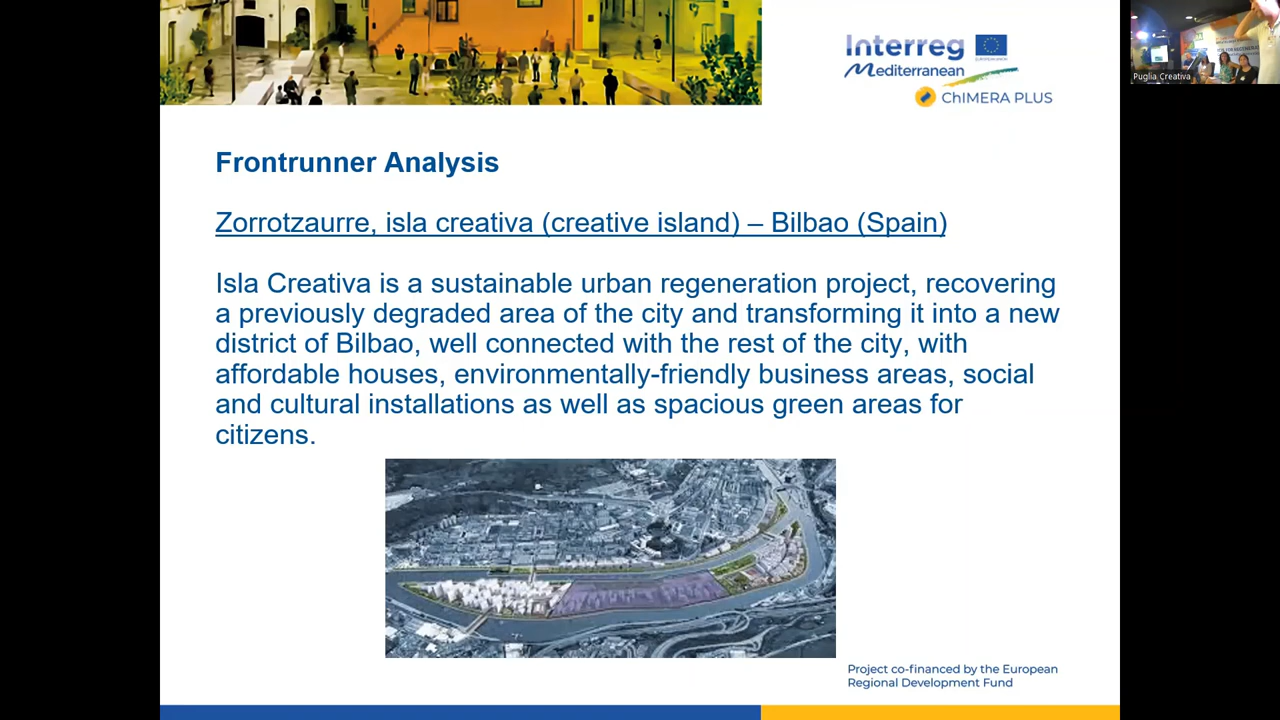 Interreg
EUROPEAN UNION
Mediterranean
ChIMERA PLUS
Puglia Creativa
Frontrunner Analysis
Zorrotzaurre, isla creativa (creative island) – Bilbao (Spain)
Isla Creativa is a sustainable urban regeneration project, recovering
a previously degraded area of the city and transforming it into a new
district of Bilbao, well connected with the rest of the city, with
affordable houses, environmentally-friendly business areas, social
and cultural installations as well as spacious green areas for
citizens.
Project co-financed by the European
Regional Development Fund